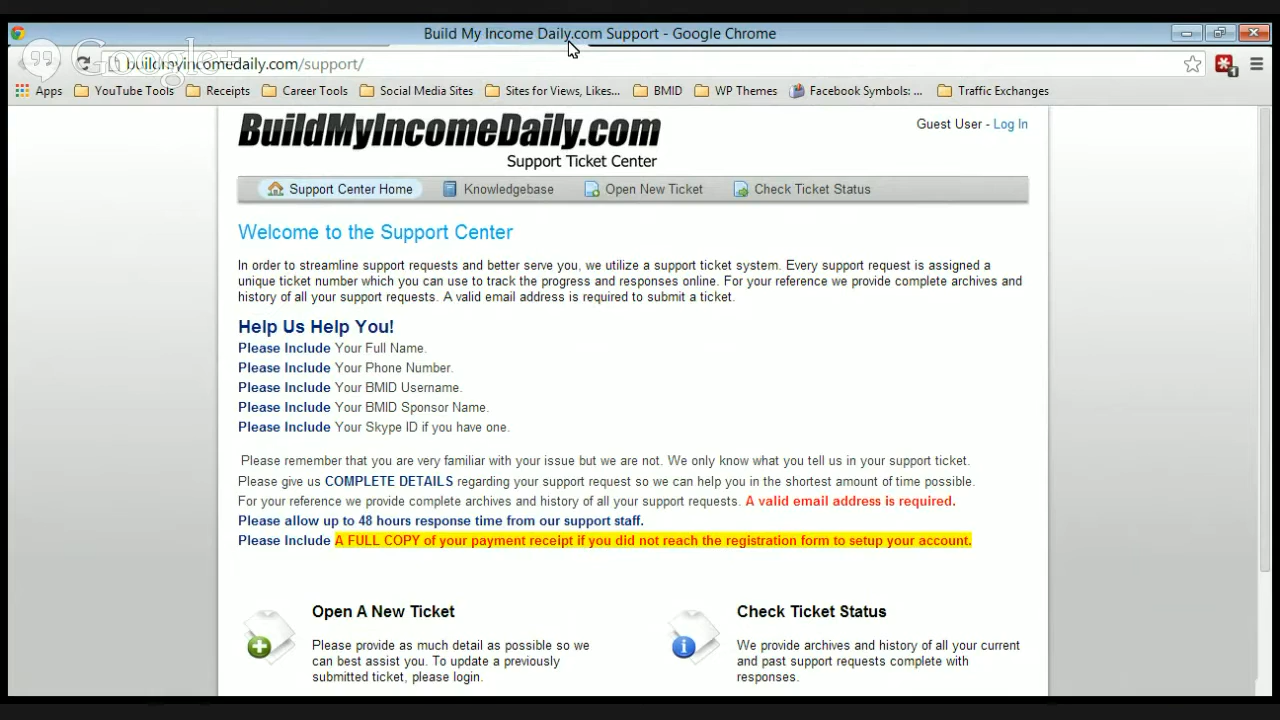 Build My Income Daily.com Support - Google Chrome
Google+
buildmyincomedaily.com/support/
Apps YouTube Tools Receipts Career Tools Social Media Sites Sites for Views, Likes... BMID WP Themes Facebook Symbols: ... Traffic Exchanges
1
BuildMyIncomeDaily.com
Support Ticket Center
Guest User - Log In
Support Center Home Knowledgebase Open New Ticket Check Ticket Status
Welcome to the Support Center
In order to streamline support requests and better serve you, we utilize a support ticket system. Every support request is assigned a
unique ticket number which you can use to track the progress and responses online. For your reference we provide complete archives and
history of all your support requests. A valid email address is required to submit a ticket.
Help Us Help You!
Please Include Your Full Name.
Please Include Your Phone Number.
Please Include Your BMID Username.
Please Include Your BMID Sponsor Name.
Please Include Your Skype ID if you have one.
Please remember that you are very familiar with your issue but we are not. We only know what you tell us in your support ticket.
Please give us COMPLETE DETAILS regarding your support request so we can help you in the shortest amount of time possible.
For your reference we provide complete archives and history of all your support requests. A valid email address is required.
Please allow up to 48 hours response time from our support staff.
Please Include A FULL COPY of your payment receipt if you did not reach the registration form to setup your account.
Open A New Ticket
Please provide as much detail as possible so we
can best assist you. To update a previously
submitted ticket, please login.
Check Ticket Status
We provide archives and history of all your current
and past support requests complete with
responses.